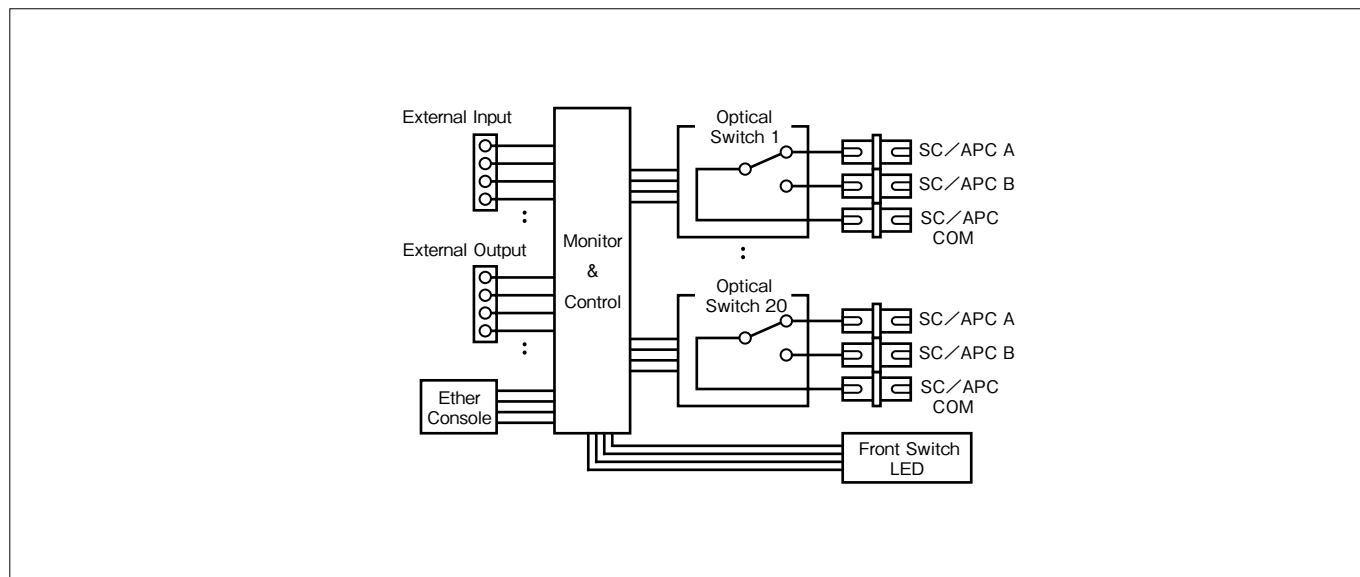 External Input
External Output
Ether
Console
Monitor
&
Control
Optical
Switch 1
SC／APC A
SC／APC B
SC／APC
COM
Optical
Switch 20
SC／APC A
SC／APC B
SC／APC
COM
Front Switch
LED